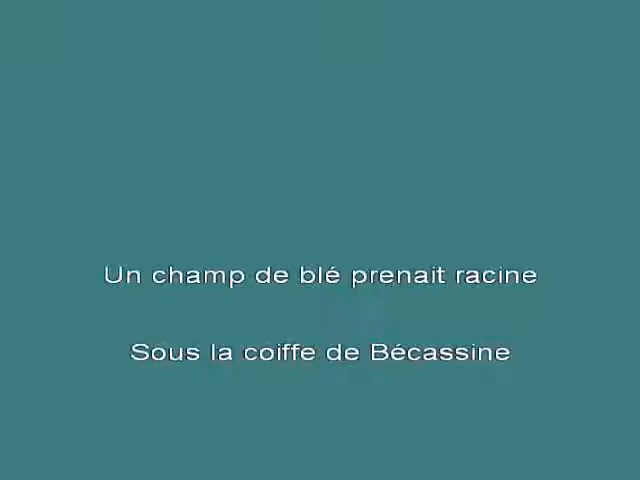 Un champ de blé prenait racine
Sous la coiffe de Bécassine